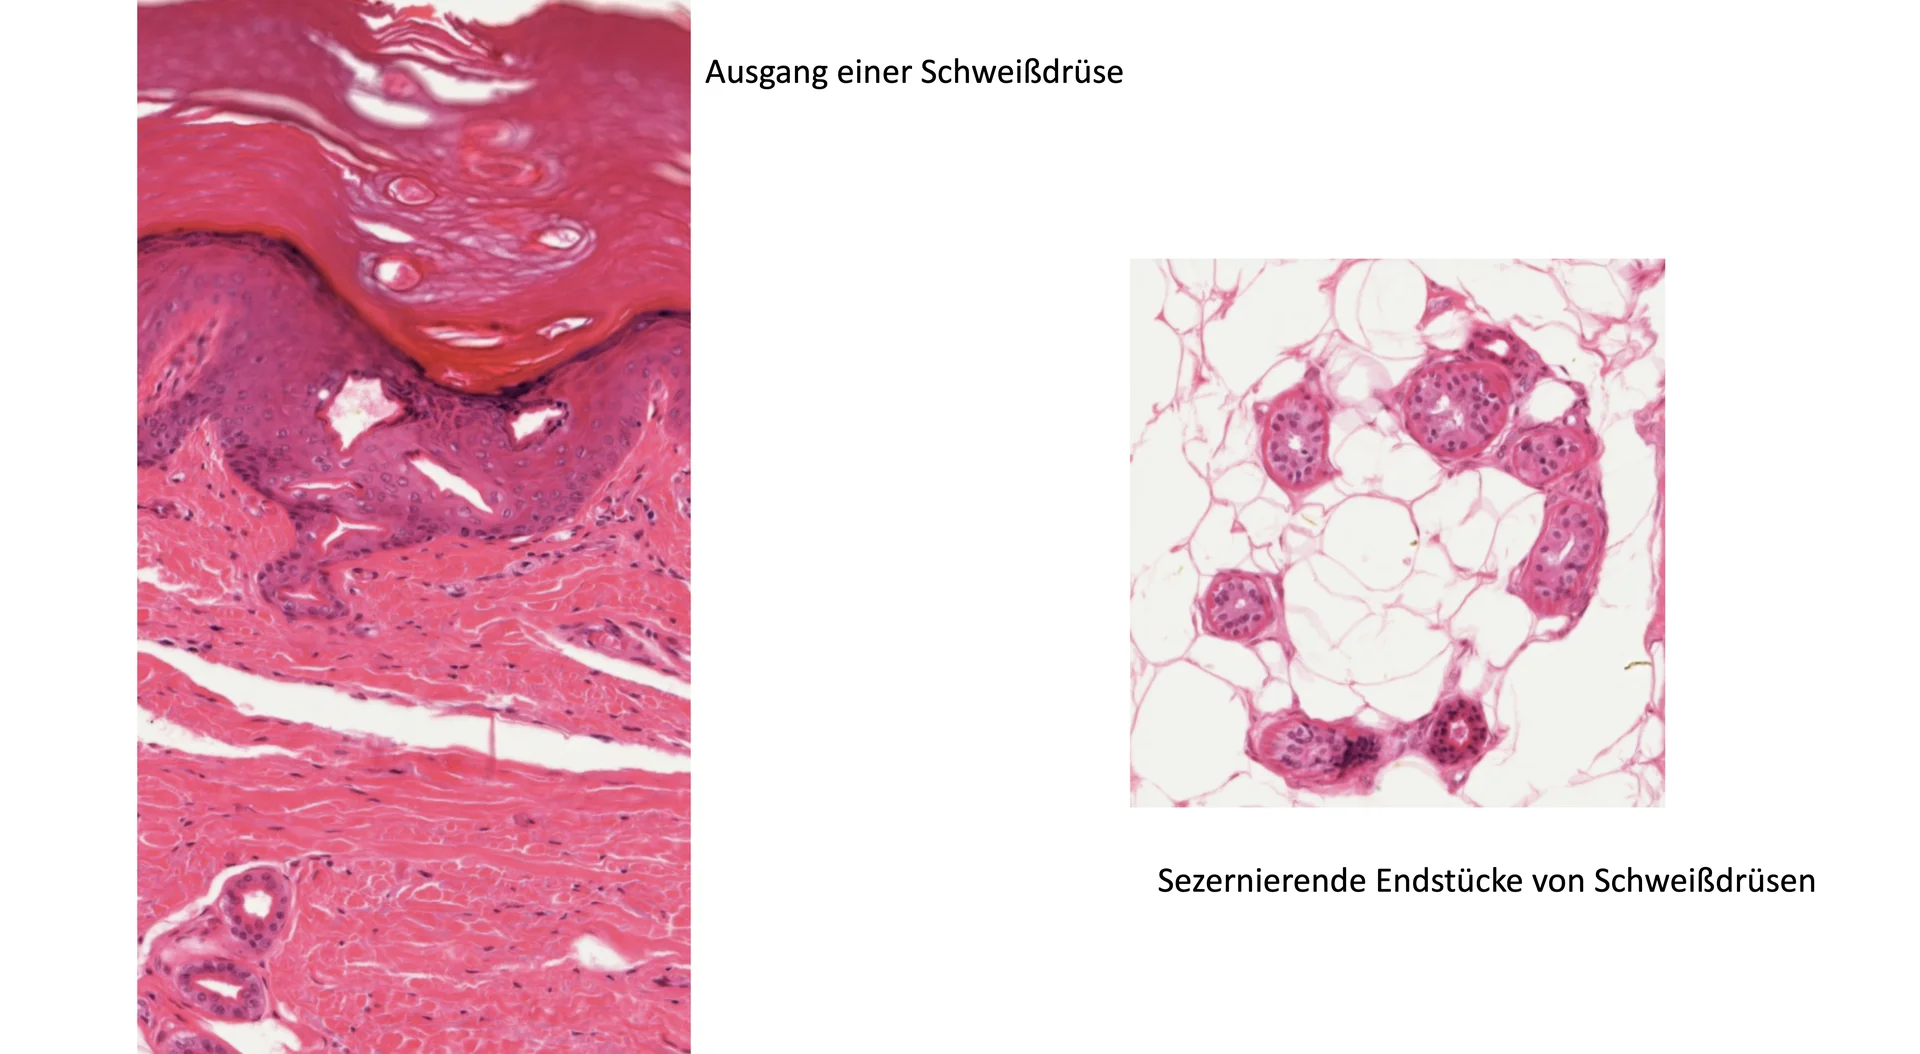 Ausgang einer Schweißdrüse
Sezernierende Endstücke von Schweißdrüsen